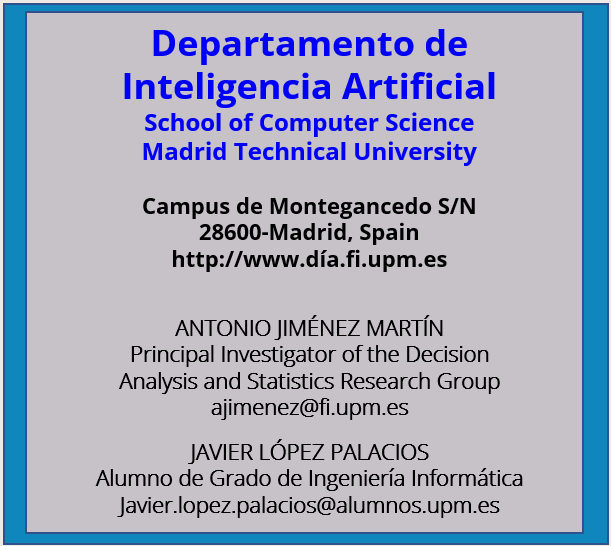 Departamento de
Inteligencia Artificial
School of Computer Science
Madrid Technical University
Campus de Montegancedo S/N
28600-Madrid, Spain
http://www.día.fi.upm.es
ANTONIO JIMÉNEZ MARTÍN
Principal Investigator of the Decision
Analysis and Statistics Research Group
ajimenez@fi.upm.es
JAVIER LÓPEZ PALACIOS
Alumno de Grado de Ingeniería Informática
Javier.lopez.palacios@alumnos.upm.es